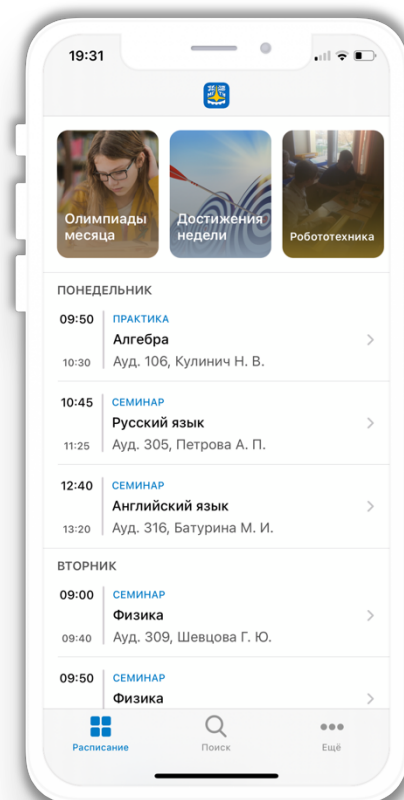 19:31
Олимпиады
месяца
Достижения
недели
Робототехника
ПОНЕДЕЛЬНИК
09:50 ПРАКТИКА
Алгебра
10:30 Ауд. 106, Кулинич Н. В.
10:45 СЕМИНАР
Русский язык
11:25 Ауд. 305, Петрова А. П.
12:40 СЕМИНАР
Английский язык
13:20 Ауд. 316, Батурина М. И.
ВТОРНИК
09:00 СЕМИНАР
Физика
09:40 Ауд. 309, Шевцова Г. Ю.
09:50 СЕМИНАР
Физика
Расписание Поиск Ещё